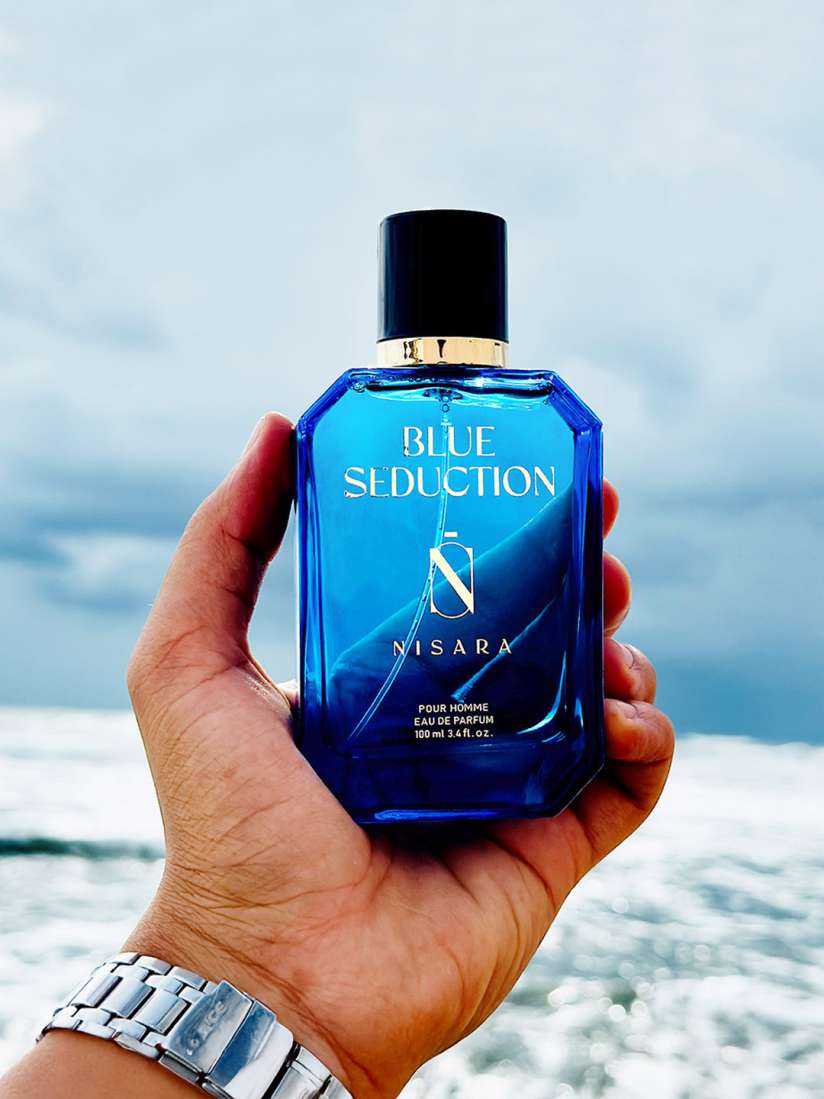 BLUE
SEDUCTION
N
NISARA
POUR HOMME
EAU DE PARFUM
100 ml 3.4 fl. oz.